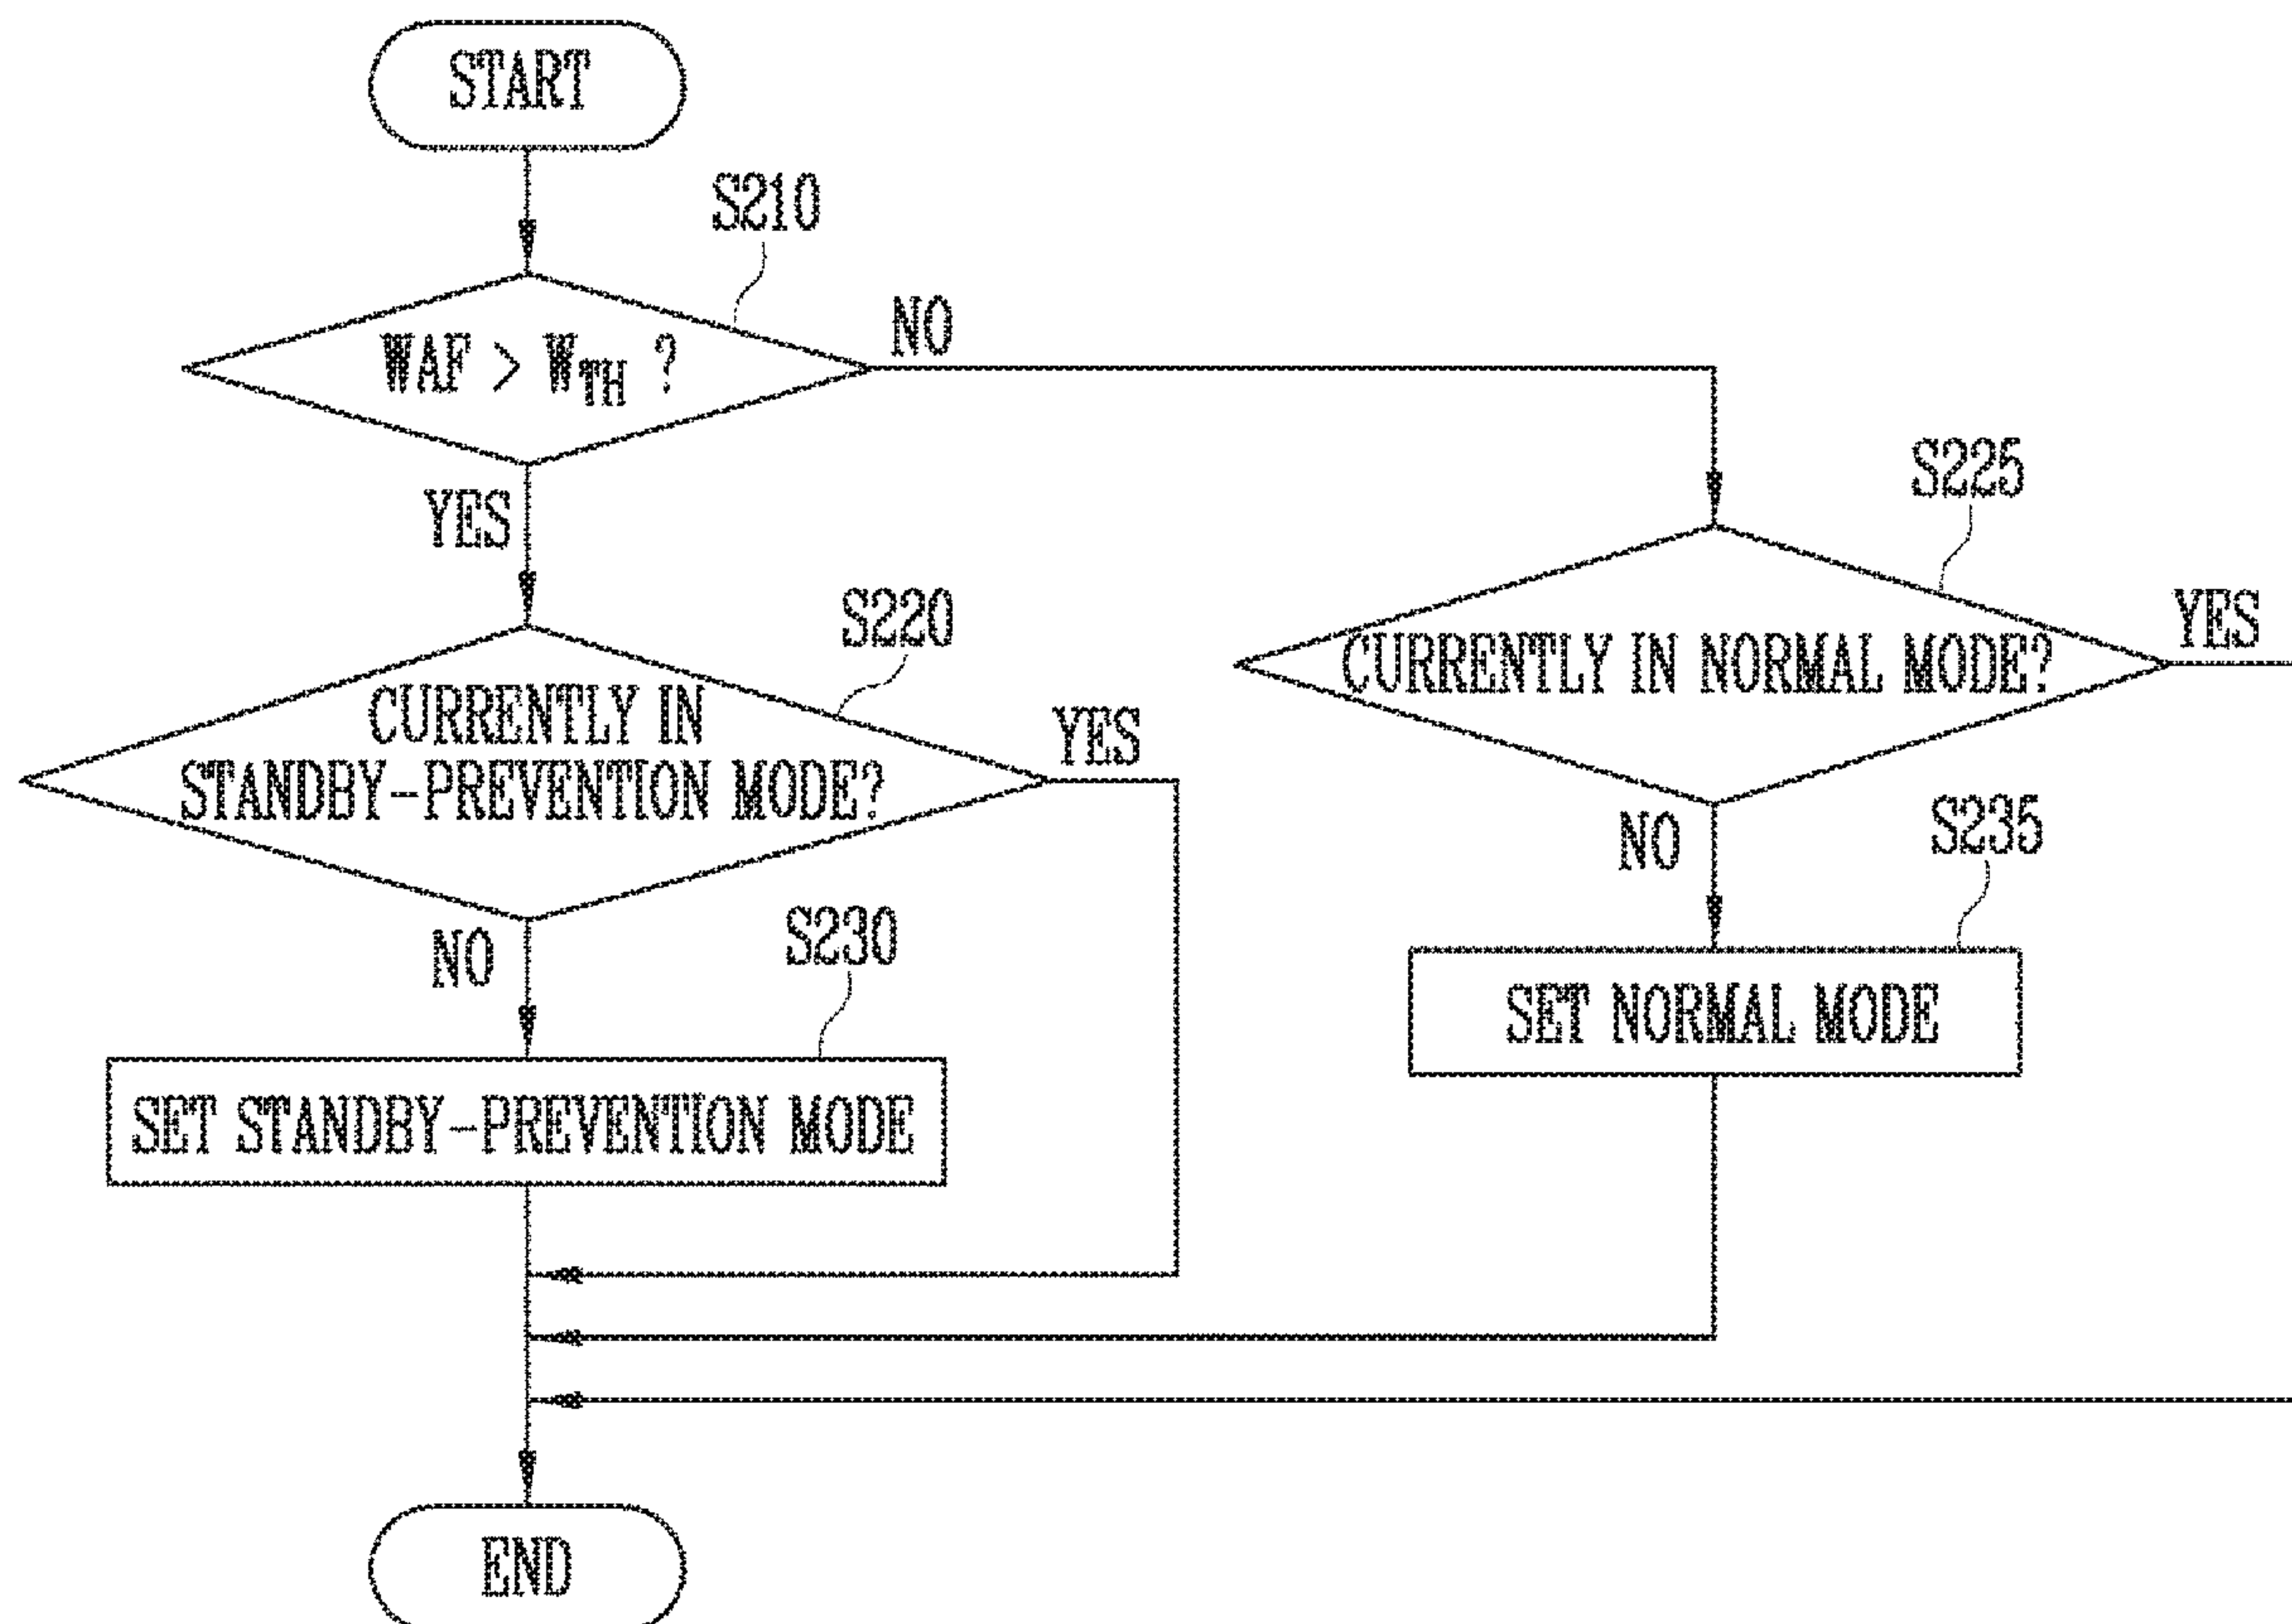 START
S210
WAF > W_TH ?
NO
YES
S220
CURRENTLY IN
STANDBY-PREVENTION MODE?
YES
NO
S230
SET STANDBY-PREVENTION MODE
S225
CURRENTLY IN NORMAL MODE?
YES
NO
S235
SET NORMAL MODE
END